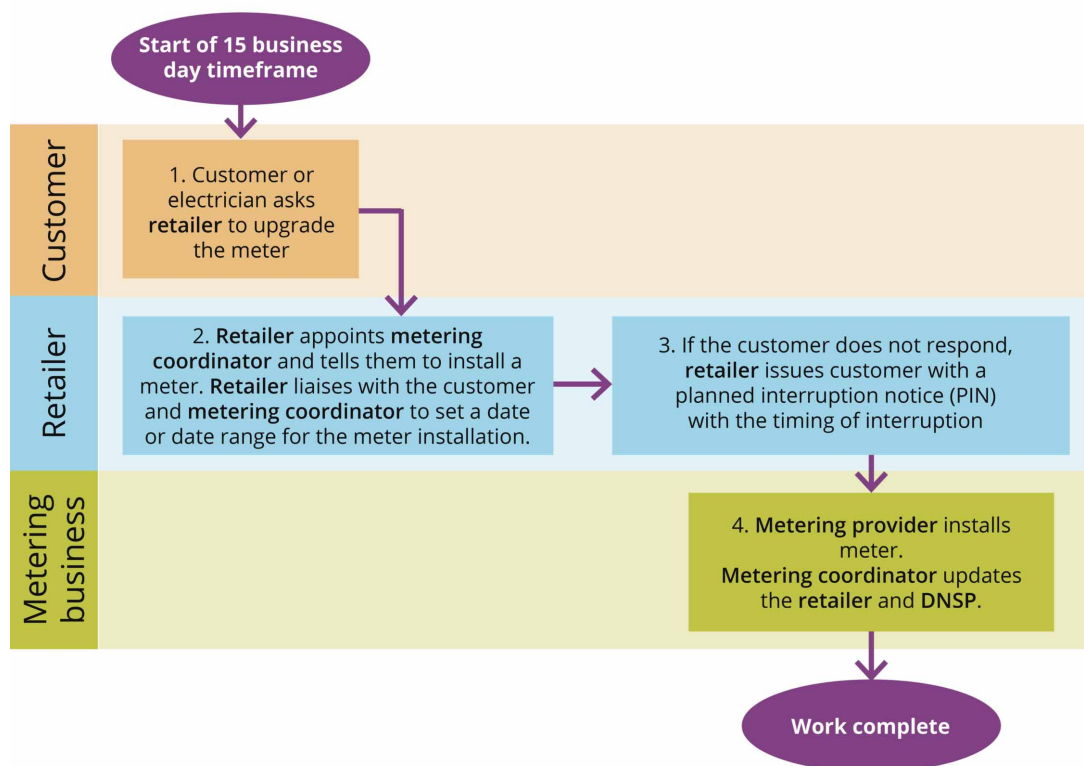 Start of 15 business
day timeframe
Customer
1. Customer or
electrician asks
retailer to upgrade
the meter
Retailer
2. Retailer appoints metering
coordinator and tells them to install a
meter. Retailer liaises with the customer
and metering coordinator to set a date
or date range for the meter installation.
3. If the customer does not respond,
retailer issues customer with a
planned interruption notice (PIN)
with the timing of interruption
Metering
business
4. Metering provider installs
meter.
Metering coordinator updates
the retailer and DNSP.
Work complete